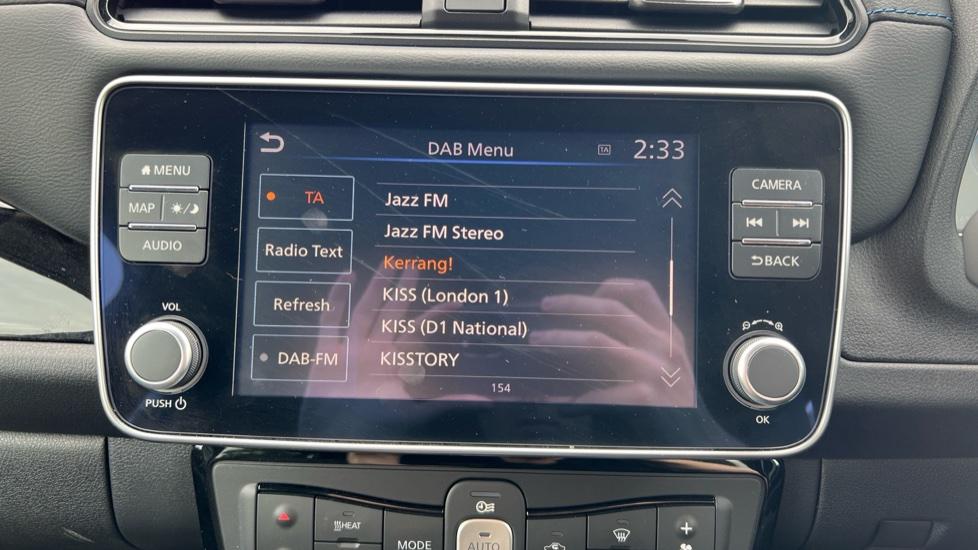 DAB Menu TA 2:33
MENU
MAP
AUDIO
VOL
PUSH
TA
Radio Text
Refresh
DAB-FM
Jazz FM
Jazz FM Stereo
Kerrang!
KISS (London 1)
KISS (D1 National)
KISSTORY
154
CAMERA
BACK
OK
HEAT
MODE
AUTO
+